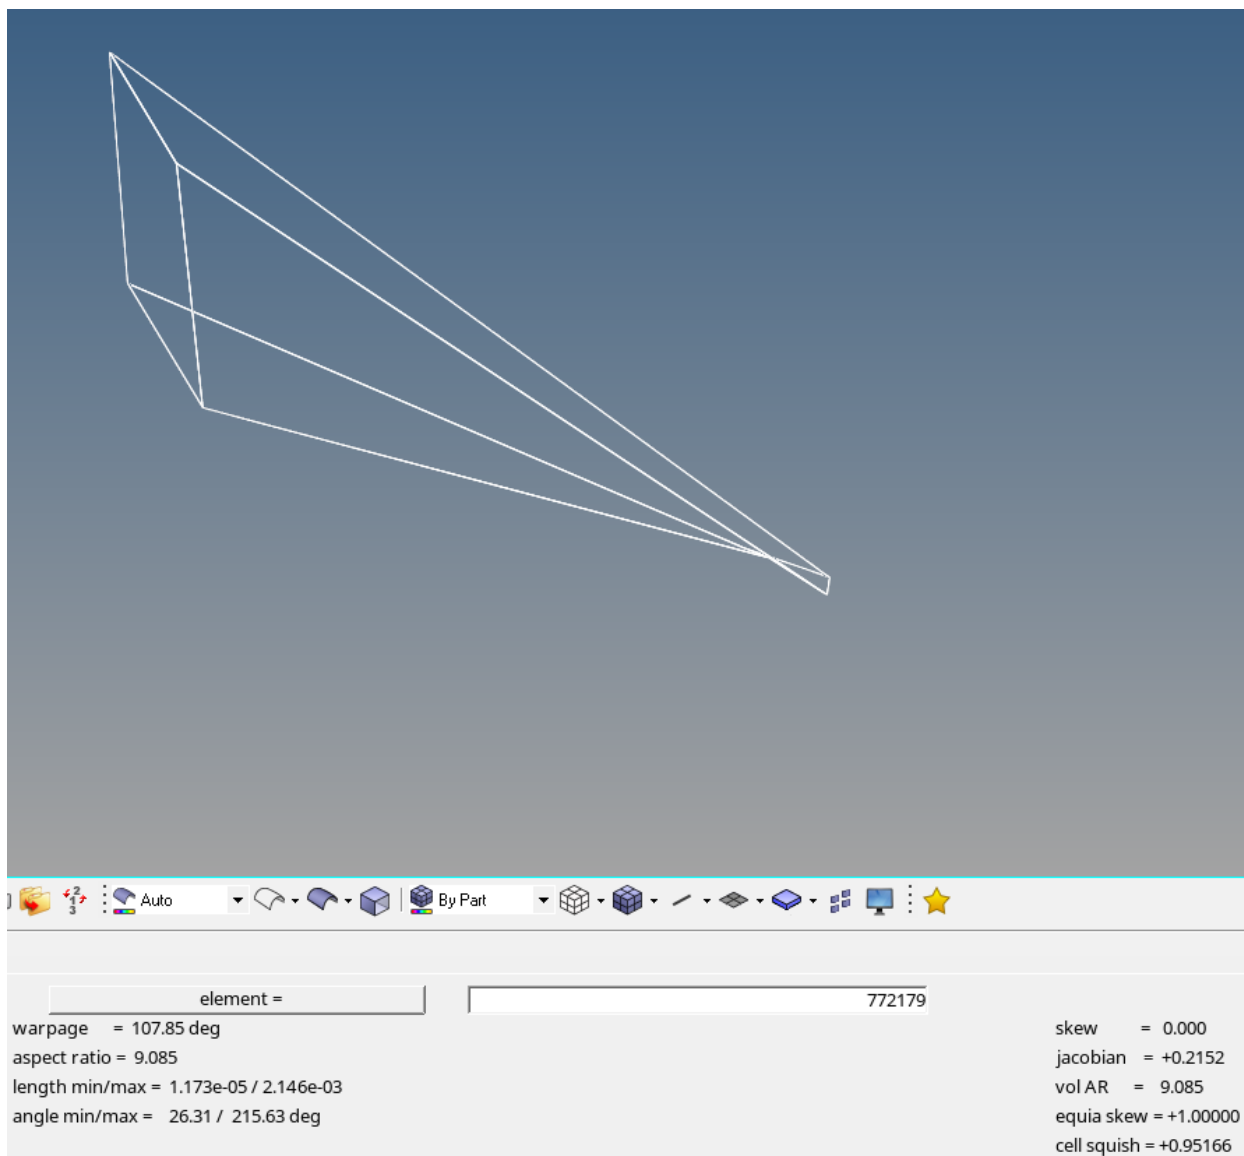 Auto
By Part
element =
772179
warpage = 107.85 deg
skew = 0.000
aspect ratio = 9.085
jacobian = +0.2152
length min/max = 1.173e-05 / 2.146e-03
vol AR = 9.085
angle min/max = 26.31 / 215.63 deg
equia skew = +1.00000
cell squish = +0.95166